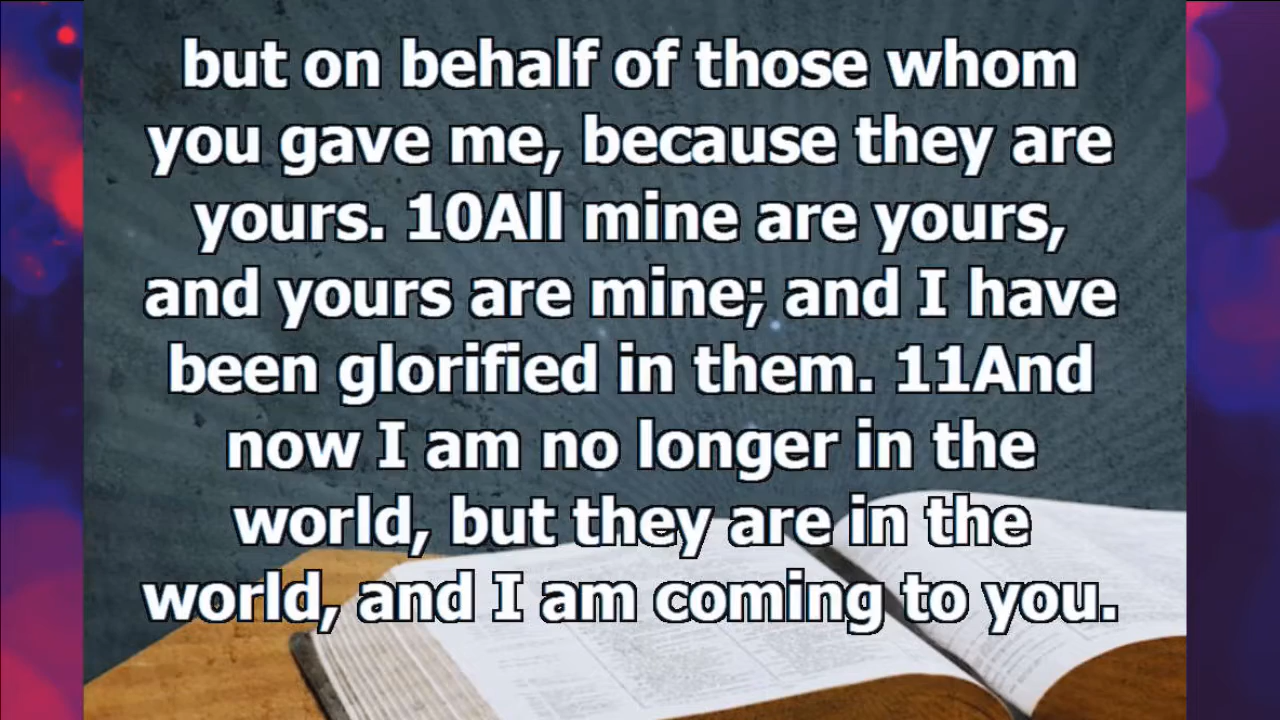 but on behalf of those whom
you gave me, because they are
yours. 10All mine are yours,
and yours are mine; and I have
been glorified in them. 11And
now I am no longer in the
world, but they are in the
world, and I am coming to you.